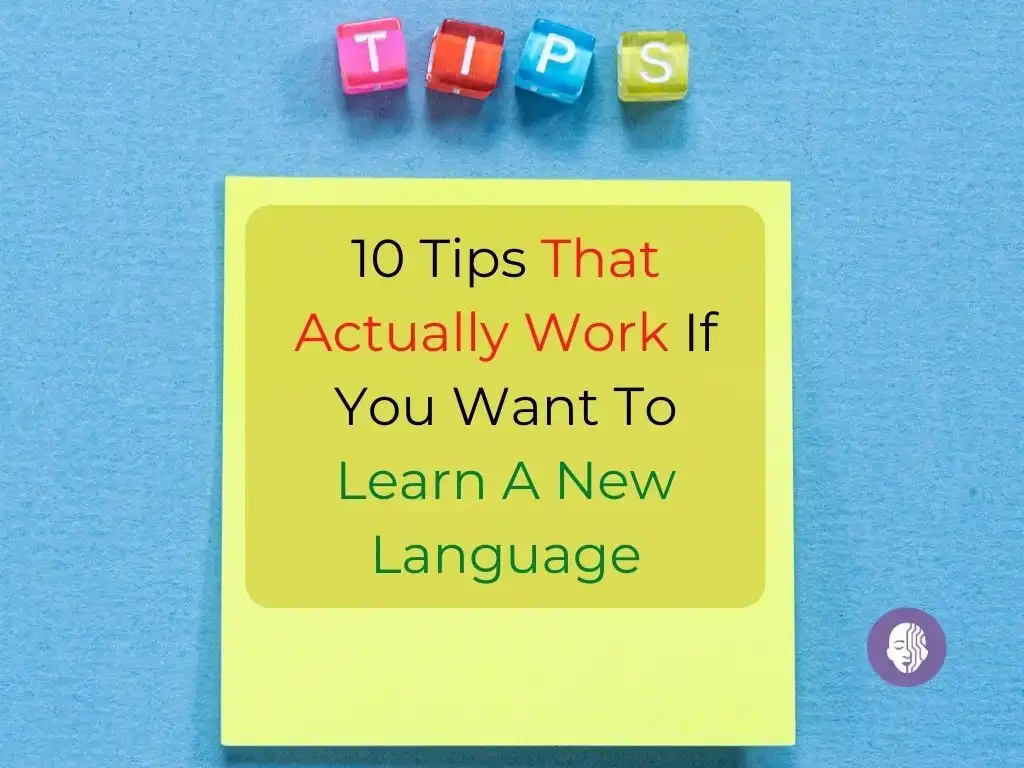 TIPS
10 Tips That
Actually Work If
You Want To
Learn A New
Language